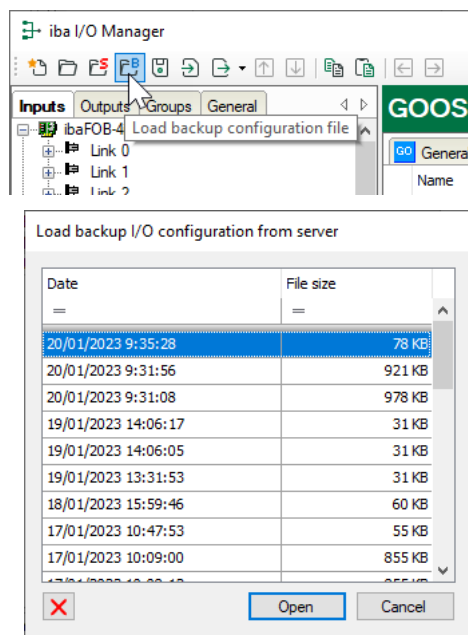 iba I/O Manager
Inputs Outputs Groups General
GOOS
ibaFOB-4
Load backup configuration file
GO Genera
Link 0
Link 1
Name
Link 2
Load backup I/O configuration from server
Date File size
= =
20/01/2023 9:35:28 78 KB
20/01/2023 9:31:56 921 KB
20/01/2023 9:31:08 978 KB
19/01/2023 14:06:17 31 KB
19/01/2023 14:06:05 31 KB
19/01/2023 13:31:53 31 KB
18/01/2023 15:59:46 60 KB
17/01/2023 10:47:53 55 KB
17/01/2023 10:09:00 855 KB
Open Cancel